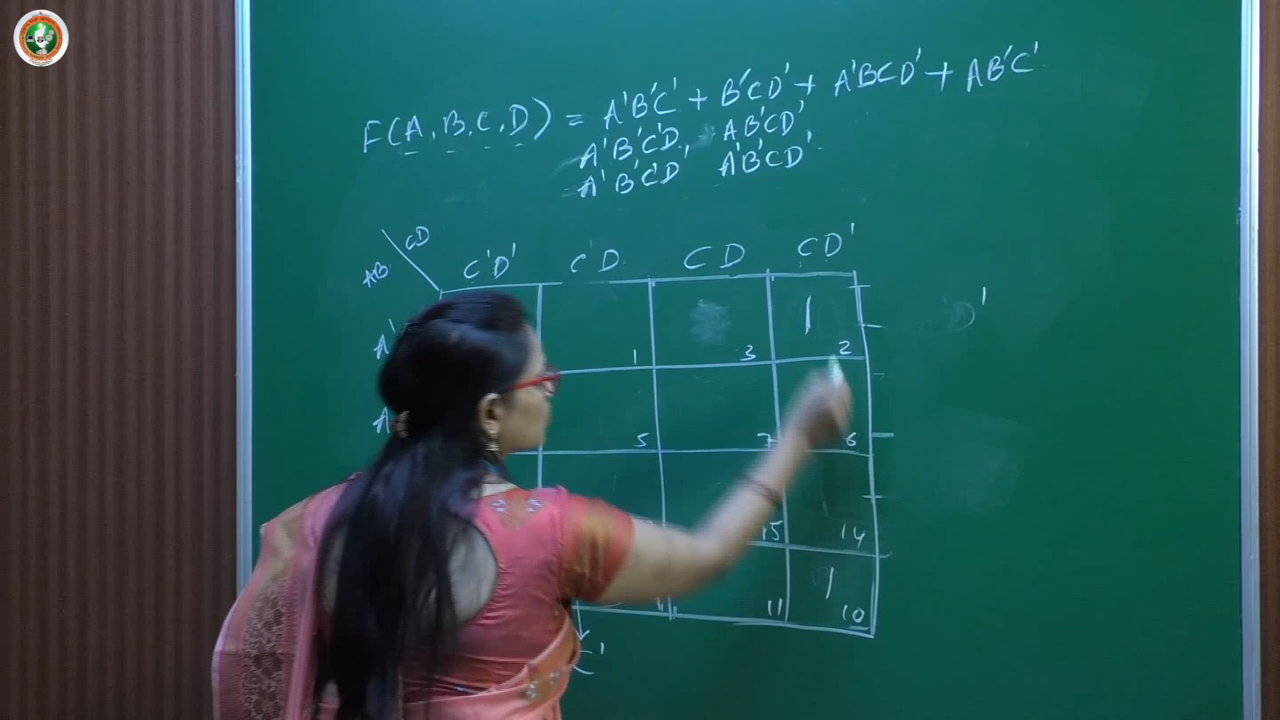 F(A, B, C, D) = A'B'C' + B'CD' + A'BCD' + AB'C'
A'B'C'D AB'CD'
A'B'C'D' A'B'CD'
CD
AB C'D' C'D CD CD'
A' 1 D'
1 3 2
A
5 7 6
15 14
1
11 10
C'